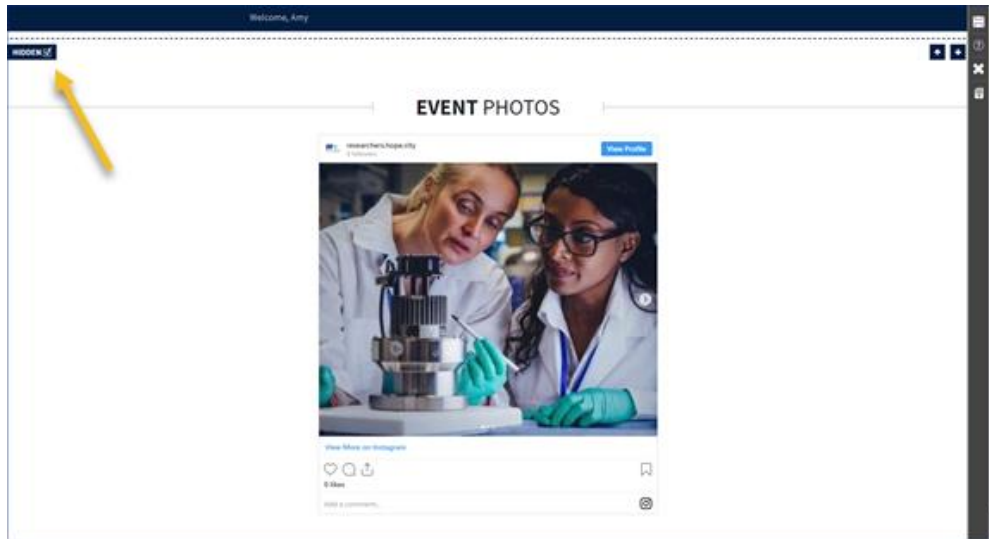 Welcome, Amy
HIDDEN
EVENT PHOTOS
researchers.hope.city
View Profile
View More on Instagram
0 likes
Add a comment...